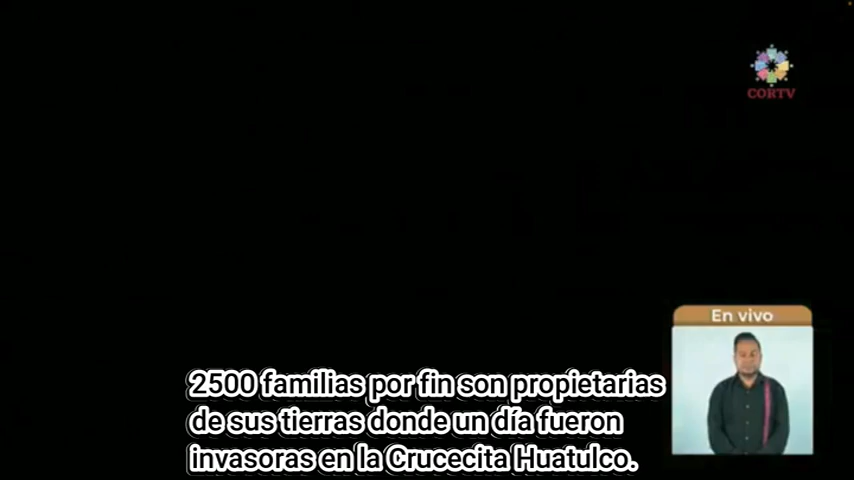 CORTV
En vivo
2500 familias por fin son propietarias
de sus tierras donde un día fueron
invasoras en la Crucecita Huatulco.